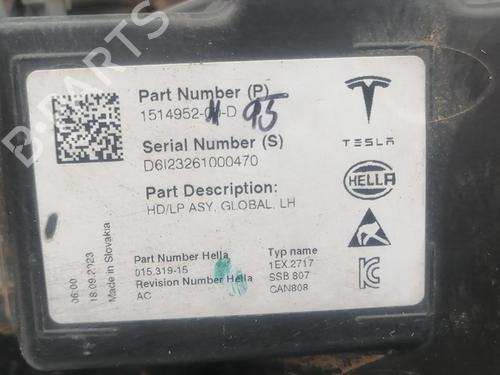 B-PARTS
Part Number (P)
1514952-00-D 95
Serial Number (S)
D6I23261000470
Part Description:
HD/LP ASY, GLOBAL, LH
TESLA
HELLA
Part Number Hella
015.319-15
Revision Number Hella
AC
Typ name
1EX.2717
SSB 807
CAN808
06:00
18.09.2023
Made in Slovakia